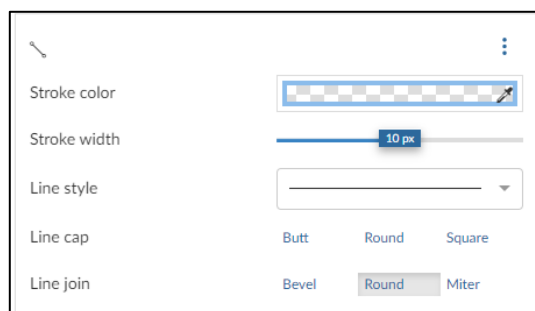 Stroke color
Stroke width 10 px
Line style
Line cap Butt Round Square
Line join Bevel Round Miter